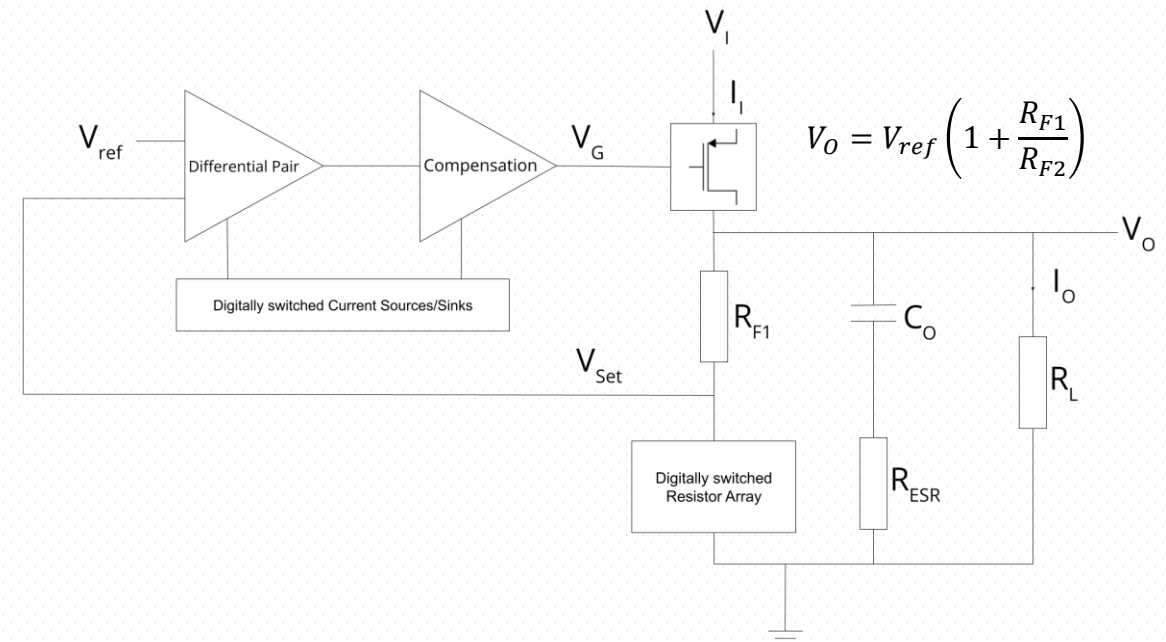 V_I
I_I
V_O = V_ref (1 + R_F1 / R_F2)
V_ref
Differential Pair
Compensation
V_G
V_O
Digitally switched Current Sources/Sinks
I_O
R_F1
C_O
V_Set
R_L
Digitally switched
Resistor Array
R_ESR